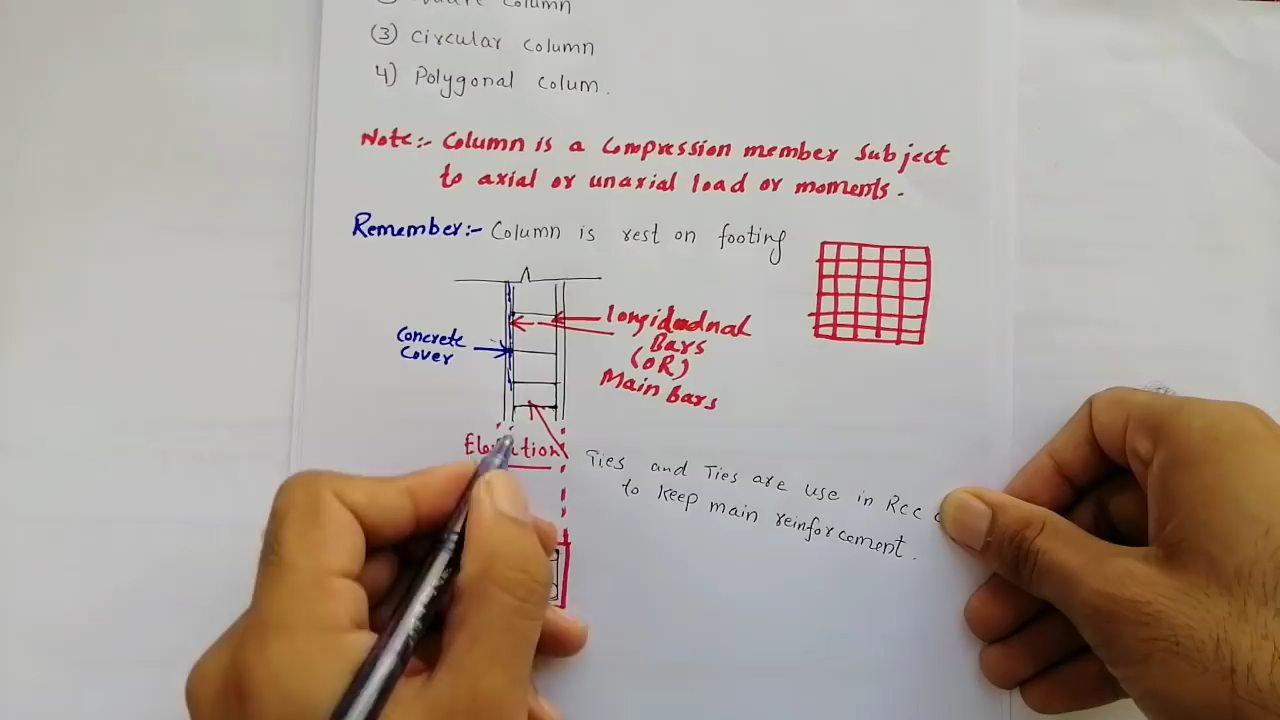 Column
③ Circular column
4) Polygonal colum.
Note:- Column is a compression member subject
to axial or unaxial load or moments.
Remember:- Column is rest on footing
Concrete
cover
longidudnal
Bars
(OR)
Main bars
Ties and Ties are use in Rcc
to keep main reinforcement.